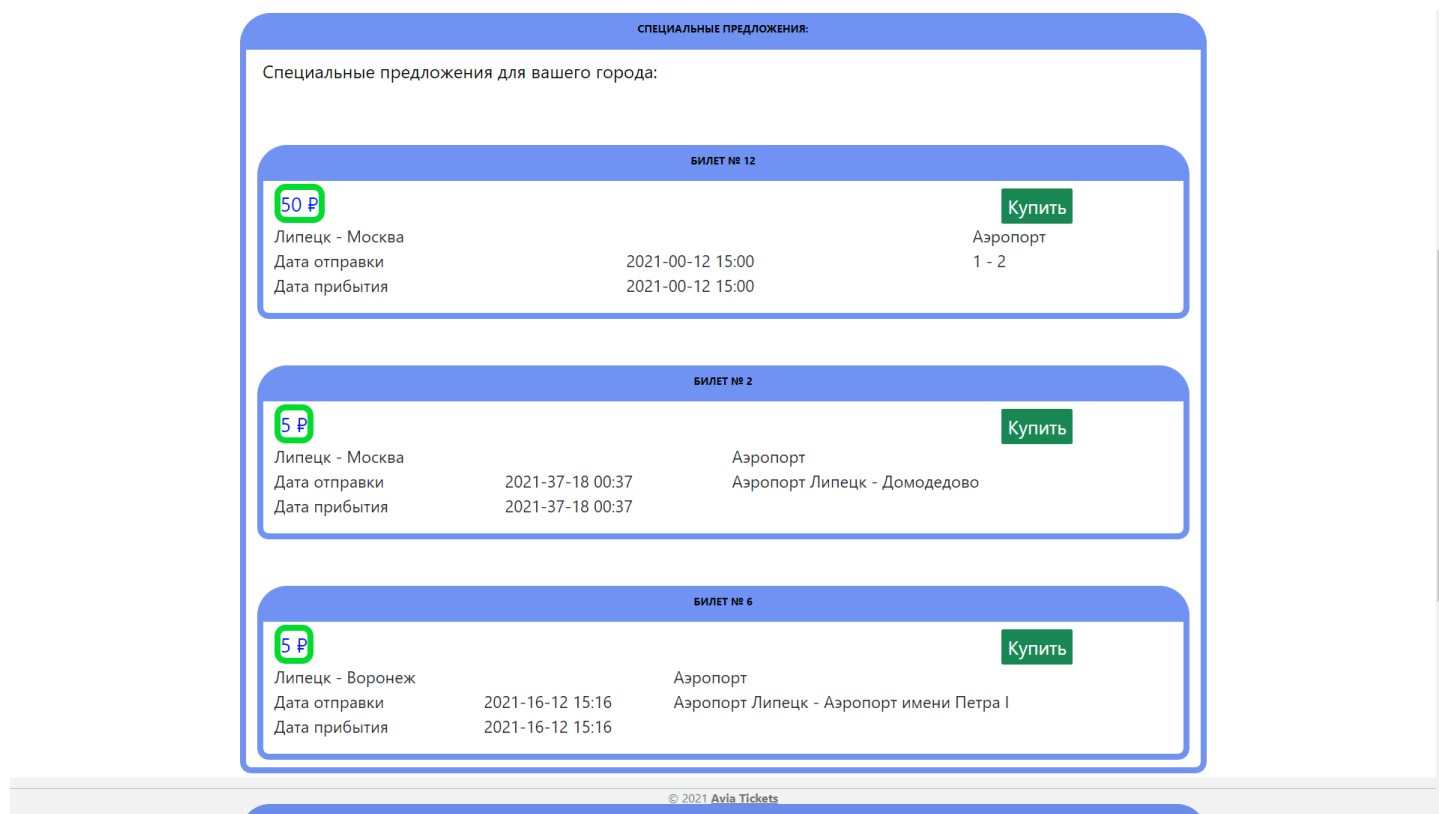 СПЕЦИАЛЬНЫЕ ПРЕДЛОЖЕНИЯ:
Специальные предложения для вашего города:
БИЛЕТ № 12
50 ₽ Купить
Липецк - Москва Аэропорт
Дата отправки 2021-00-12 15:00 1 - 2
Дата прибытия 2021-00-12 15:00
БИЛЕТ № 2
5 ₽ Купить
Липецк - Москва Аэропорт
Дата отправки 2021-37-18 00:37 Аэропорт Липецк - Домодедово
Дата прибытия 2021-37-18 00:37
БИЛЕТ № 6
5 ₽ Купить
Липецк - Воронеж Аэропорт
Дата отправки 2021-16-12 15:16 Аэропорт Липецк - Аэропорт имени Петра I
Дата прибытия 2021-16-12 15:16
© 2021 Avia Tickets